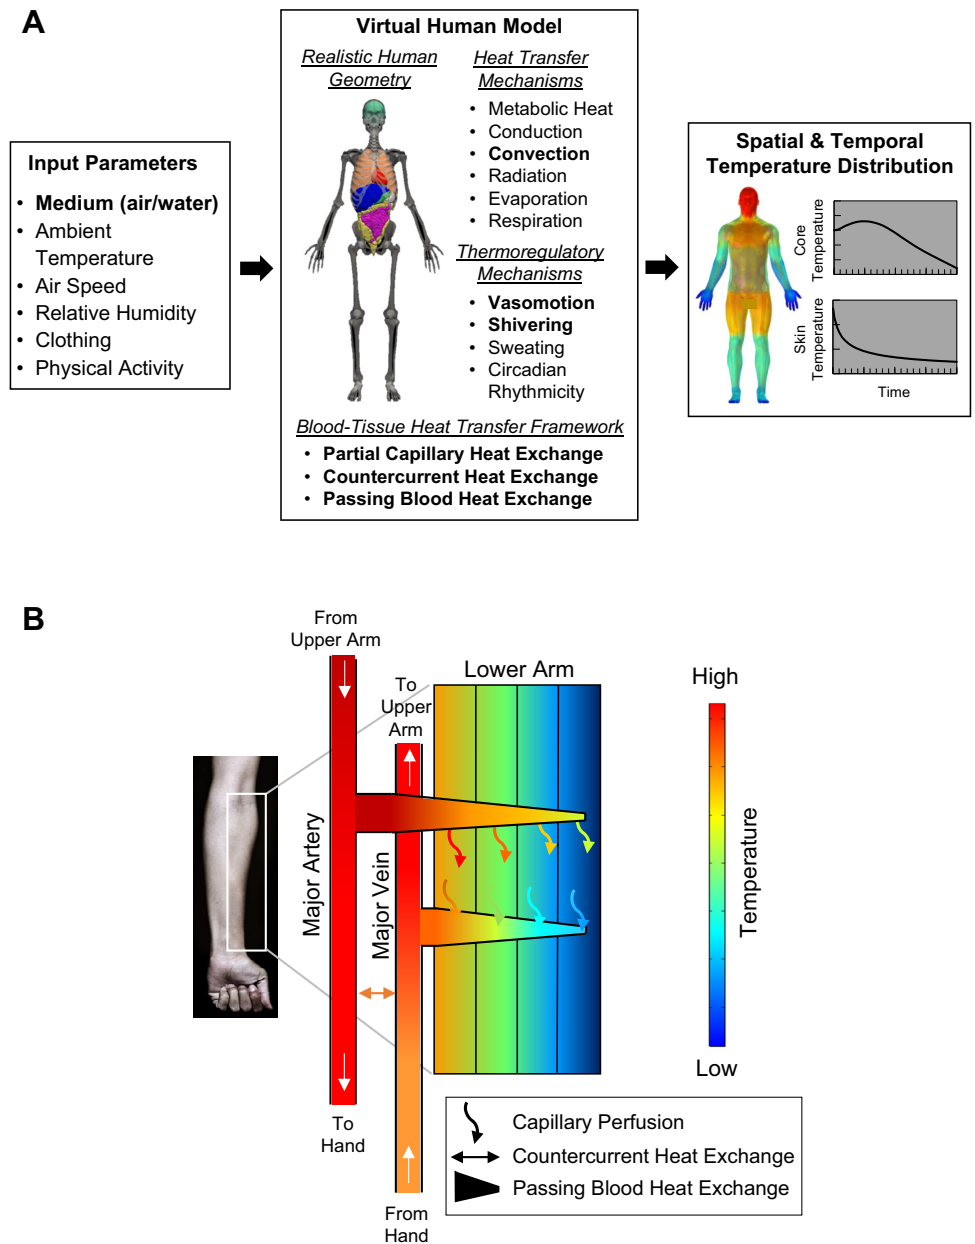 A
Input Parameters
• Medium (air/water)
• Ambient
Temperature
• Air Speed
• Relative Humidity
• Clothing
• Physical Activity
Virtual Human Model
Realistic Human
Geometry
Heat Transfer
Mechanisms
• Metabolic Heat
• Conduction
• Convection
• Radiation
• Evaporation
• Respiration
Thermoregulatory
Mechanisms
• Vasomotion
• Shivering
• Sweating
• Circadian
Rhythmicity
Blood-Tissue Heat Transfer Framework
• Partial Capillary Heat Exchange
• Countercurrent Heat Exchange
• Passing Blood Heat Exchange
Spatial & Temporal
Temperature Distribution
Core
Temperature
Skin
Temperature
Time
B
From
Upper Arm
To
Upper
Arm
Lower Arm
Major Artery
Major Vein
To
Hand
From
Hand
High
Temperature
Low
Capillary Perfusion
Countercurrent Heat Exchange
Passing Blood Heat Exchange